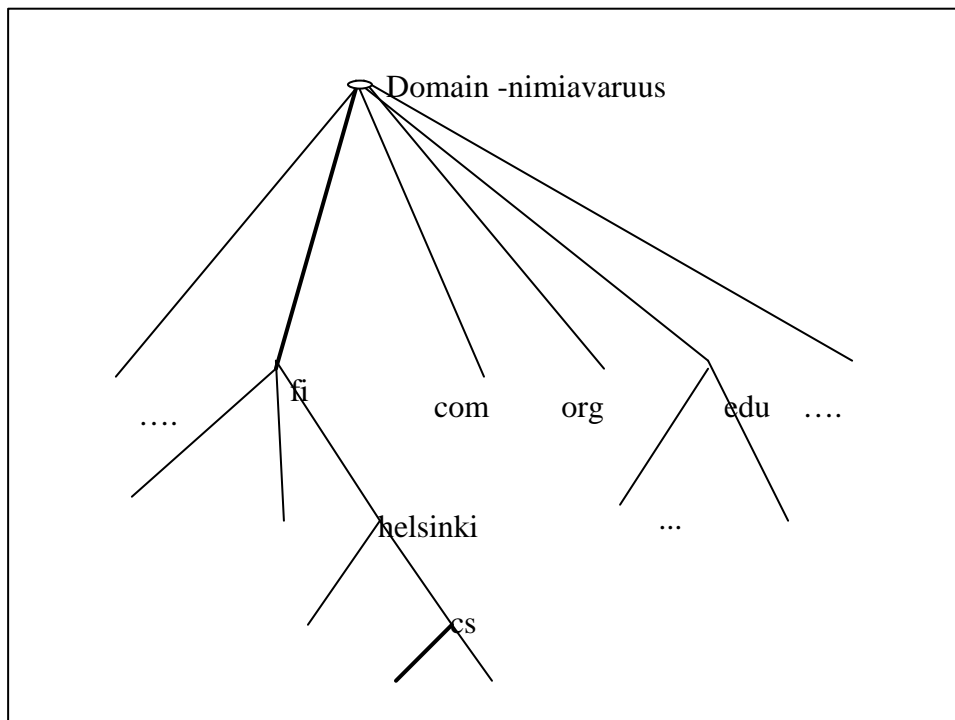 Domain -nimiavaruus
fi
....
com
org
edu
....
helsinki
...
cs